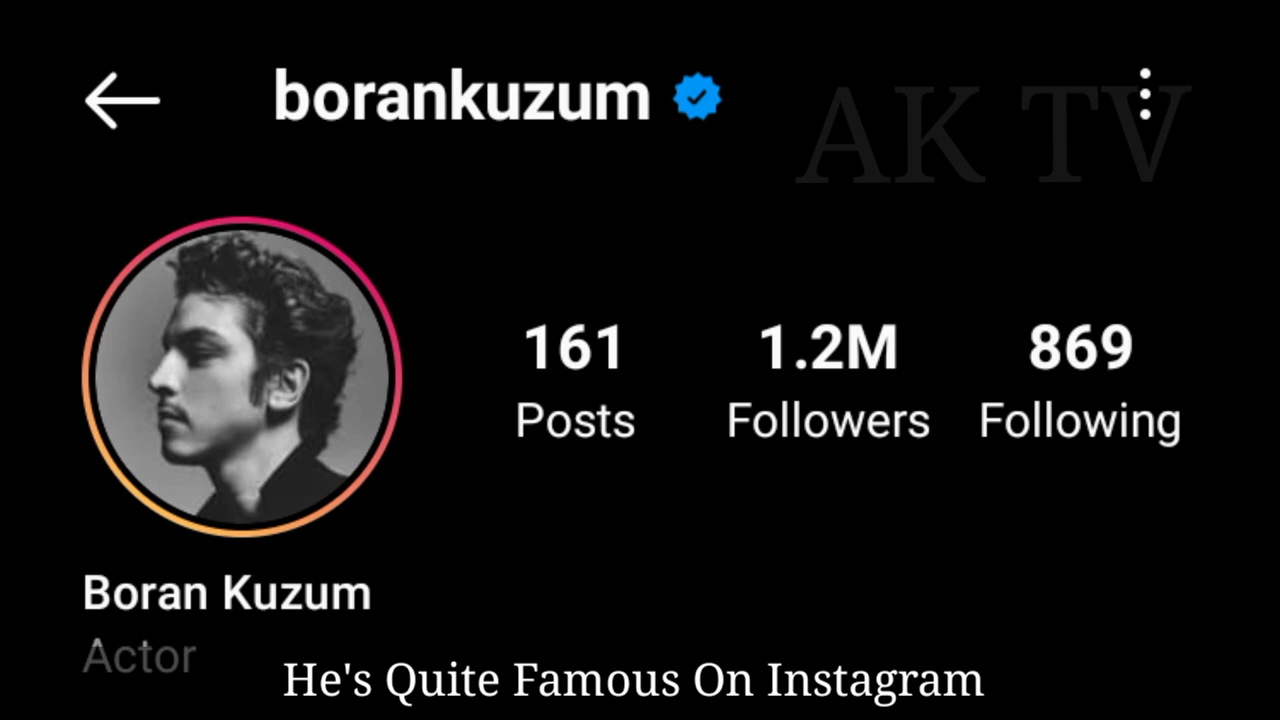 borankuzum
AK TV
161 1.2M 869
Posts Followers Following
Boran Kuzum
Actor
He's Quite Famous On Instagram